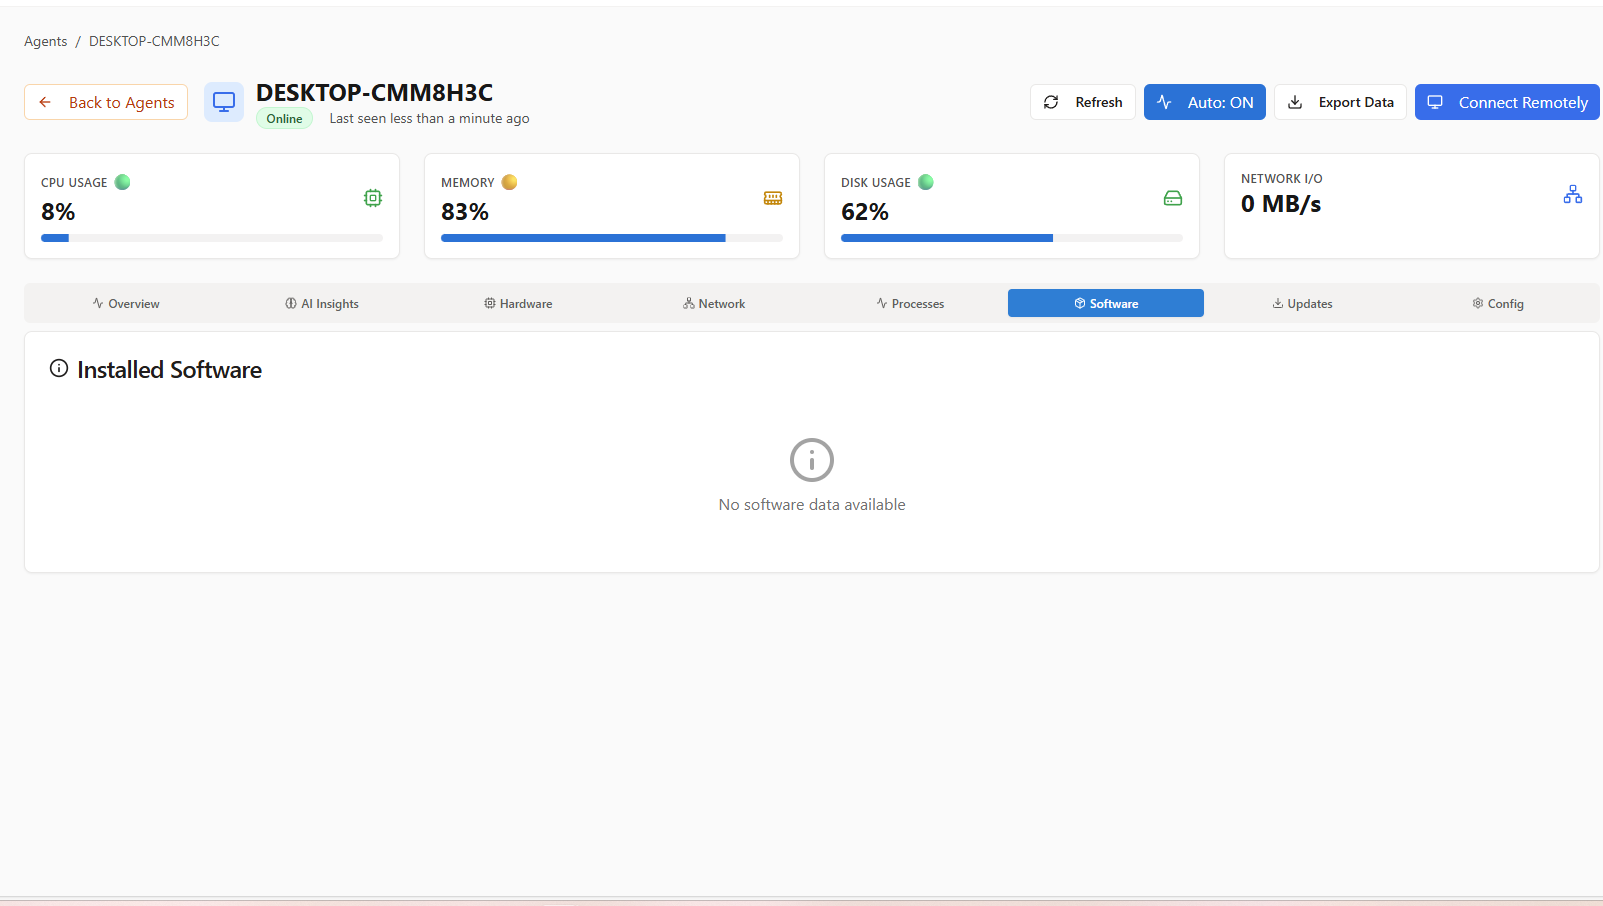 Agents / DESKTOP-CMM8H3C
Back to Agents
DESKTOP-CMM8H3C
Online Last seen less than a minute ago
Refresh
Auto: ON
Export Data
Connect Remotely
CPU USAGE
8%
MEMORY
83%
DISK USAGE
62%
NETWORK I/O
0 MB/s
Overview
AI Insights
Hardware
Network
Processes
Software
Updates
Config
Installed Software
No software data available